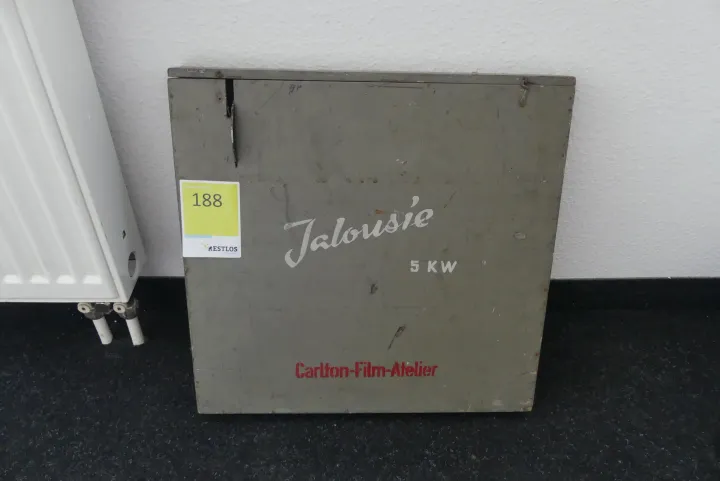 188
RESTLOS
Jalousie
5 KW
Carlton-Film-Atelier